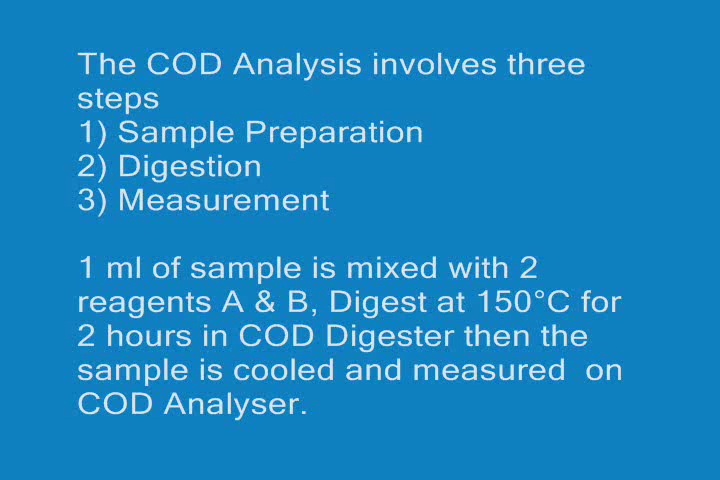 The COD Analysis involves three
steps
1) Sample Preparation
2) Digestion
3) Measurement
1 ml of sample is mixed with 2
reagents A & B, Digest at 150°C for
2 hours in COD Digester then the
sample is cooled and measured  on
COD Analyser.